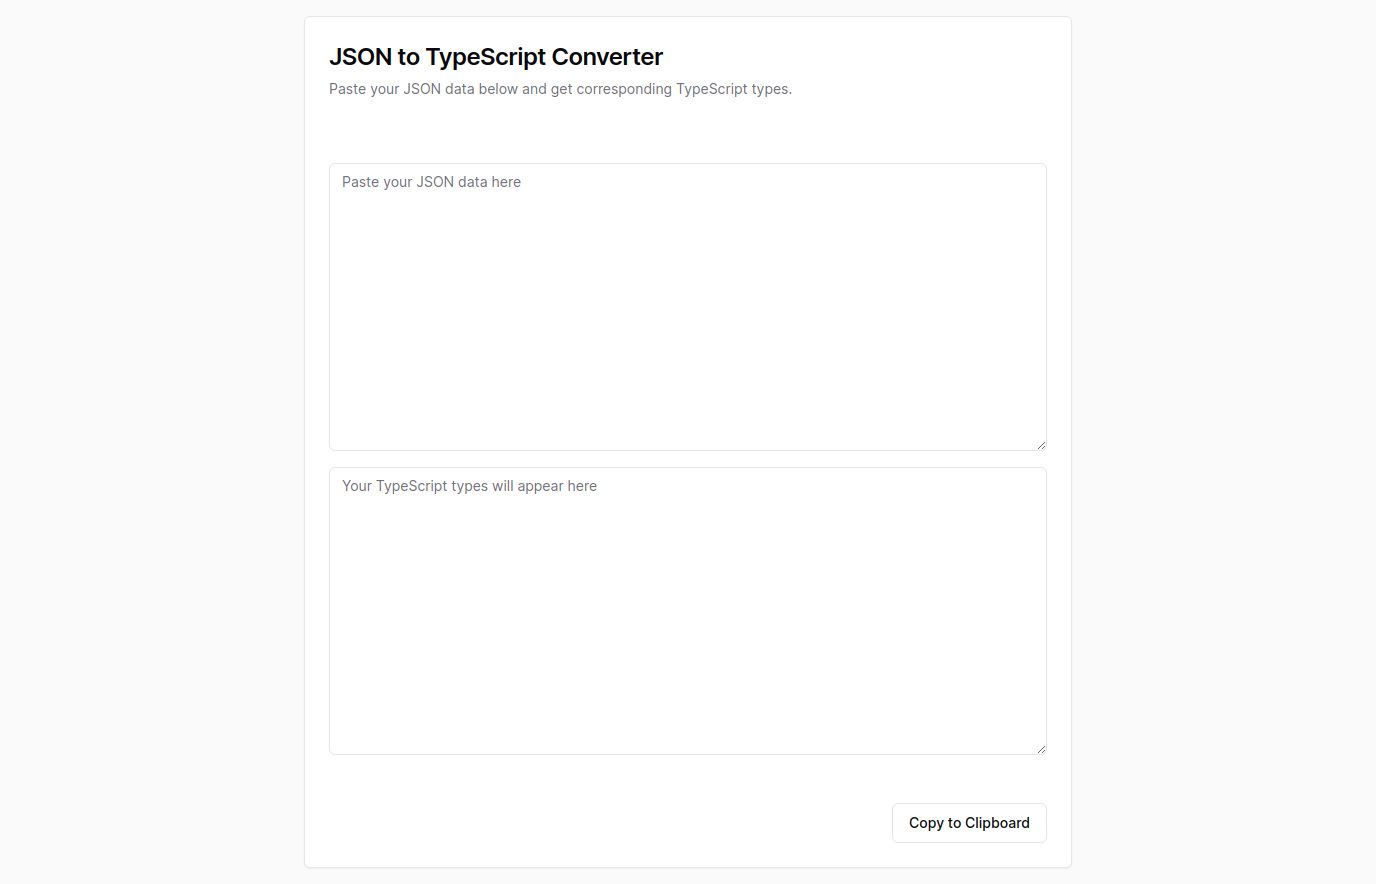 JSON to TypeScript Converter
Paste your JSON data below and get corresponding TypeScript types.
Paste your JSON data here
Your TypeScript types will appear here
Copy to Clipboard